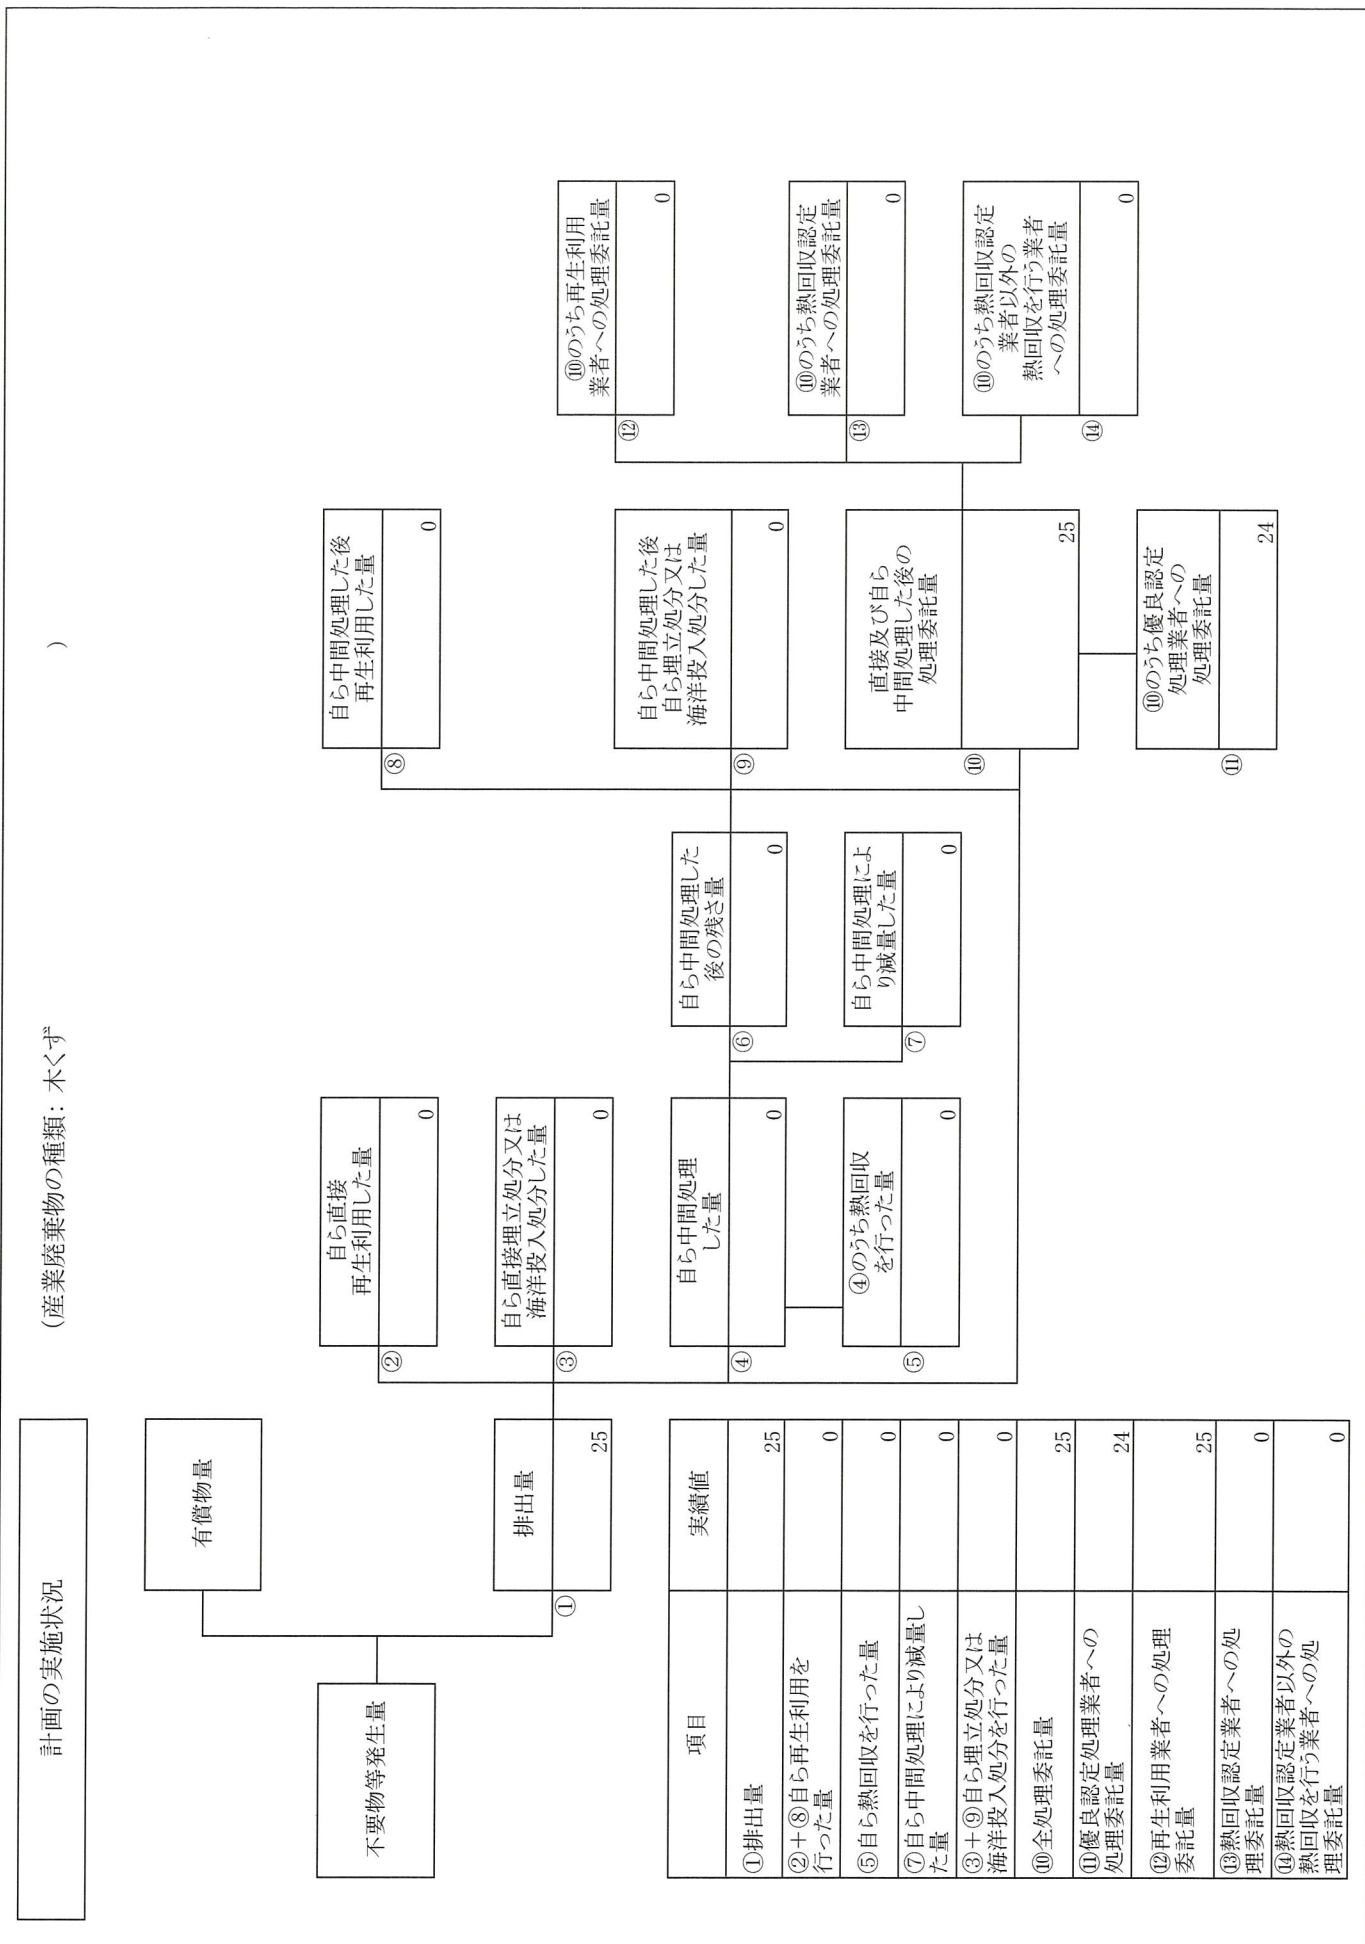 計画の実施状況
(産業廃棄物の種類： 木くず )
不要物等発生量
有償物量
①
排出量
25
②
自ら直接
再生利用した量
0
③
自ら直接埋立処分又は
海洋投入処分した量
0
④
自ら中間処理
した量
0
⑤
④のうち熱回収
を行った量
0
⑥
自ら中間処理した
後の残さ量
0
⑦
自ら中間処理によ
り減量した量
0
⑧
自ら中間処理した後
再生利用した量
0
⑨
自ら中間処理した後
自ら埋立処分又は
海洋投入処分した量
0
⑩
直接及び自ら
中間処理した後の
処理委託量
25
⑪
⑩のうち優良認定
処理業者への
処理委託量
24
⑫
⑩のうち再生利用
業者への処理委託量
0
⑬
⑩のうち熱回収認定
業者への処理委託量
0
⑭
⑩のうち熱回収認定
業者以外の
熱回収を行う業者
への処理委託量
0
項目 実績値
①排出量 25
②＋⑧自ら再生利用を
行った量 0
⑤自ら熱回収を行った量 0
⑦自ら中間処理により減量し
た量 0
③＋⑨自ら埋立処分又は
海洋投入処分を行った量 0
⑩全処理委託量 25
⑪優良認定処理業者への
処理委託量 24
⑫再生利用業者への処理
委託量 25
⑬熱回収認定業者への処
理委託量 0
⑭熱回収認定業者以外の
熱回収を行う業者への処
理委託量 0